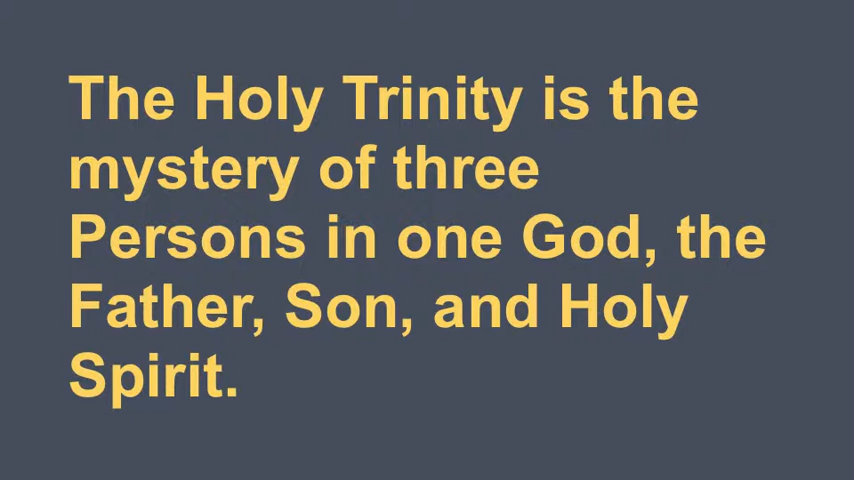 The Holy Trinity is the
mystery of three
Persons in one God, the
Father, Son, and Holy
Spirit.